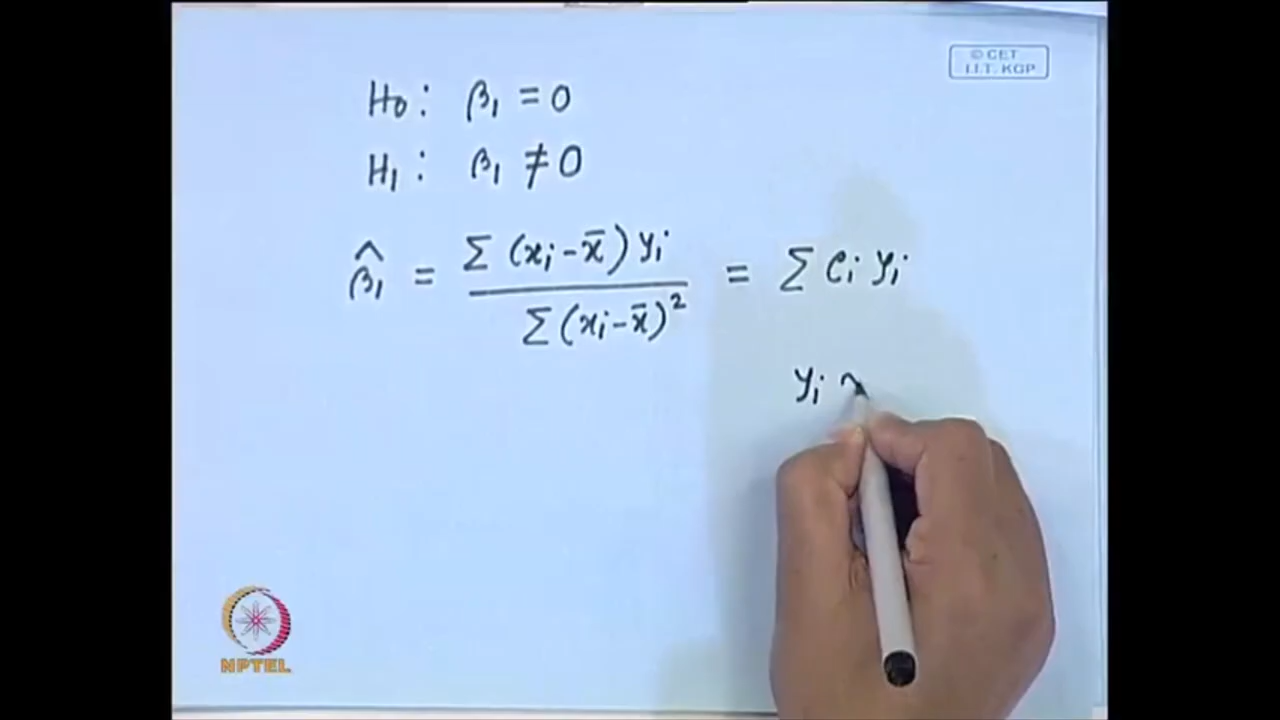 © CET
I.I.T. KGP
H₀ : β₁ = 0
H₁ : β₁ ≠ 0
β̂₁ = Σ (xᵢ - x̄) yᵢ / Σ (xᵢ - x̄)² = Σ cᵢ yᵢ
yᵢ ~
NPTEL